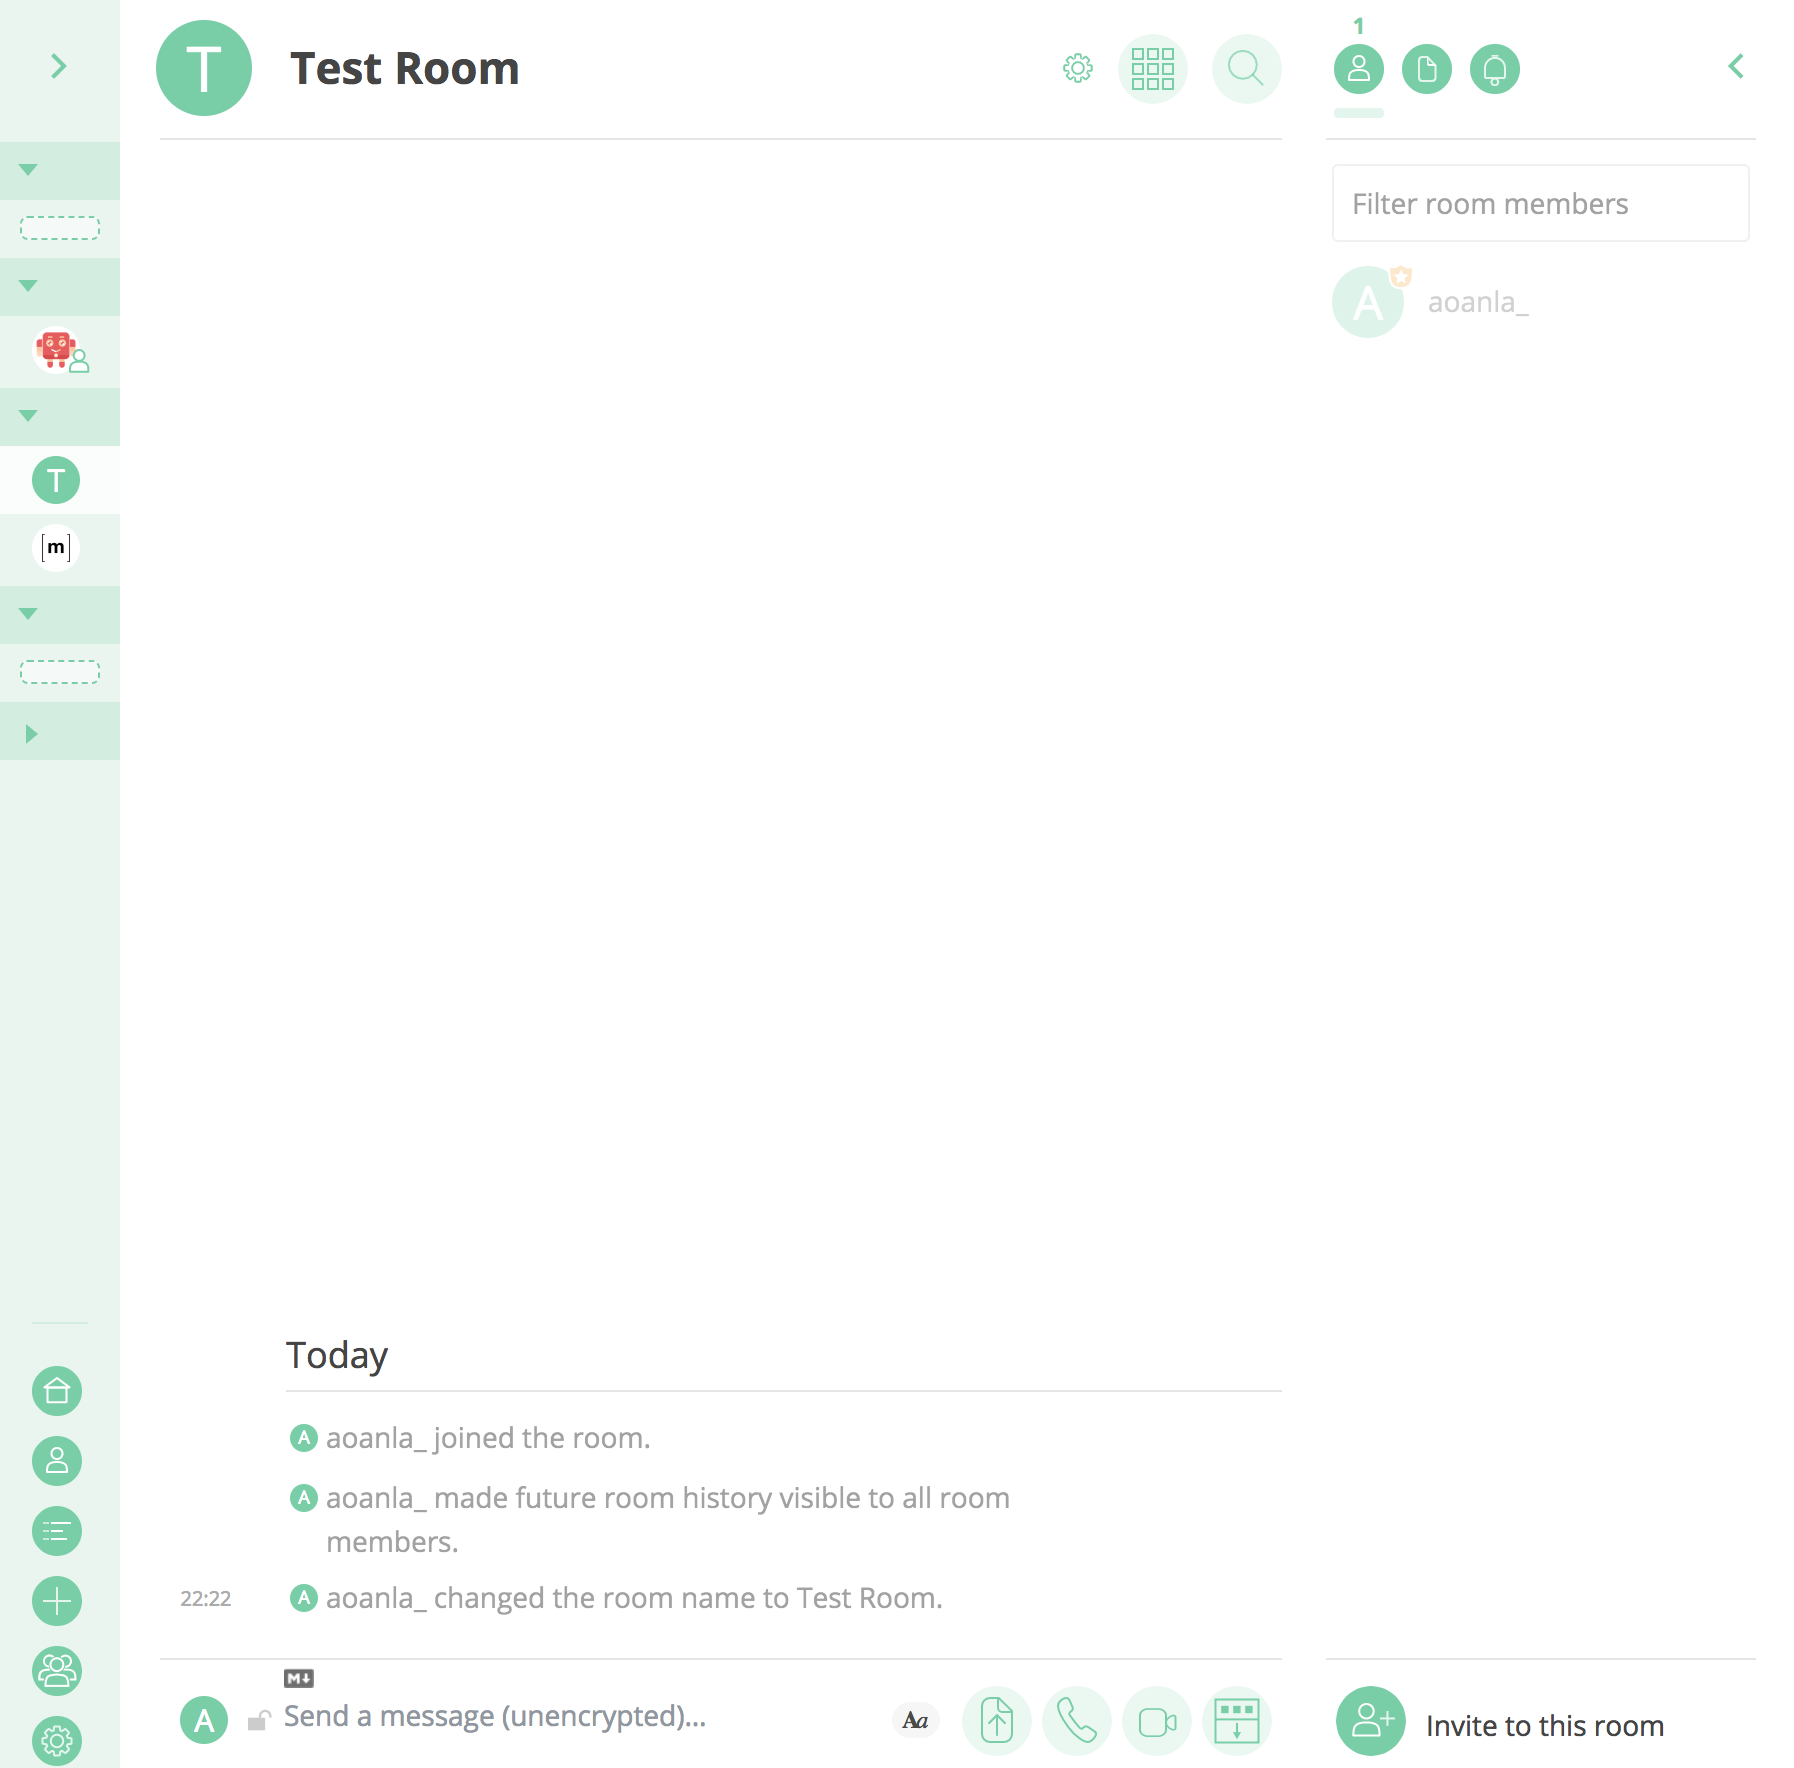 T
Test Room
1
Filter room members
A
aoanla_
T
[m]
Today
A aoanla_ joined the room.
A aoanla_ made future room history visible to all room
members.
22:22 A aoanla_ changed the room name to Test Room.
M
A Send a message (unencrypted)...
Aa
Invite to this room